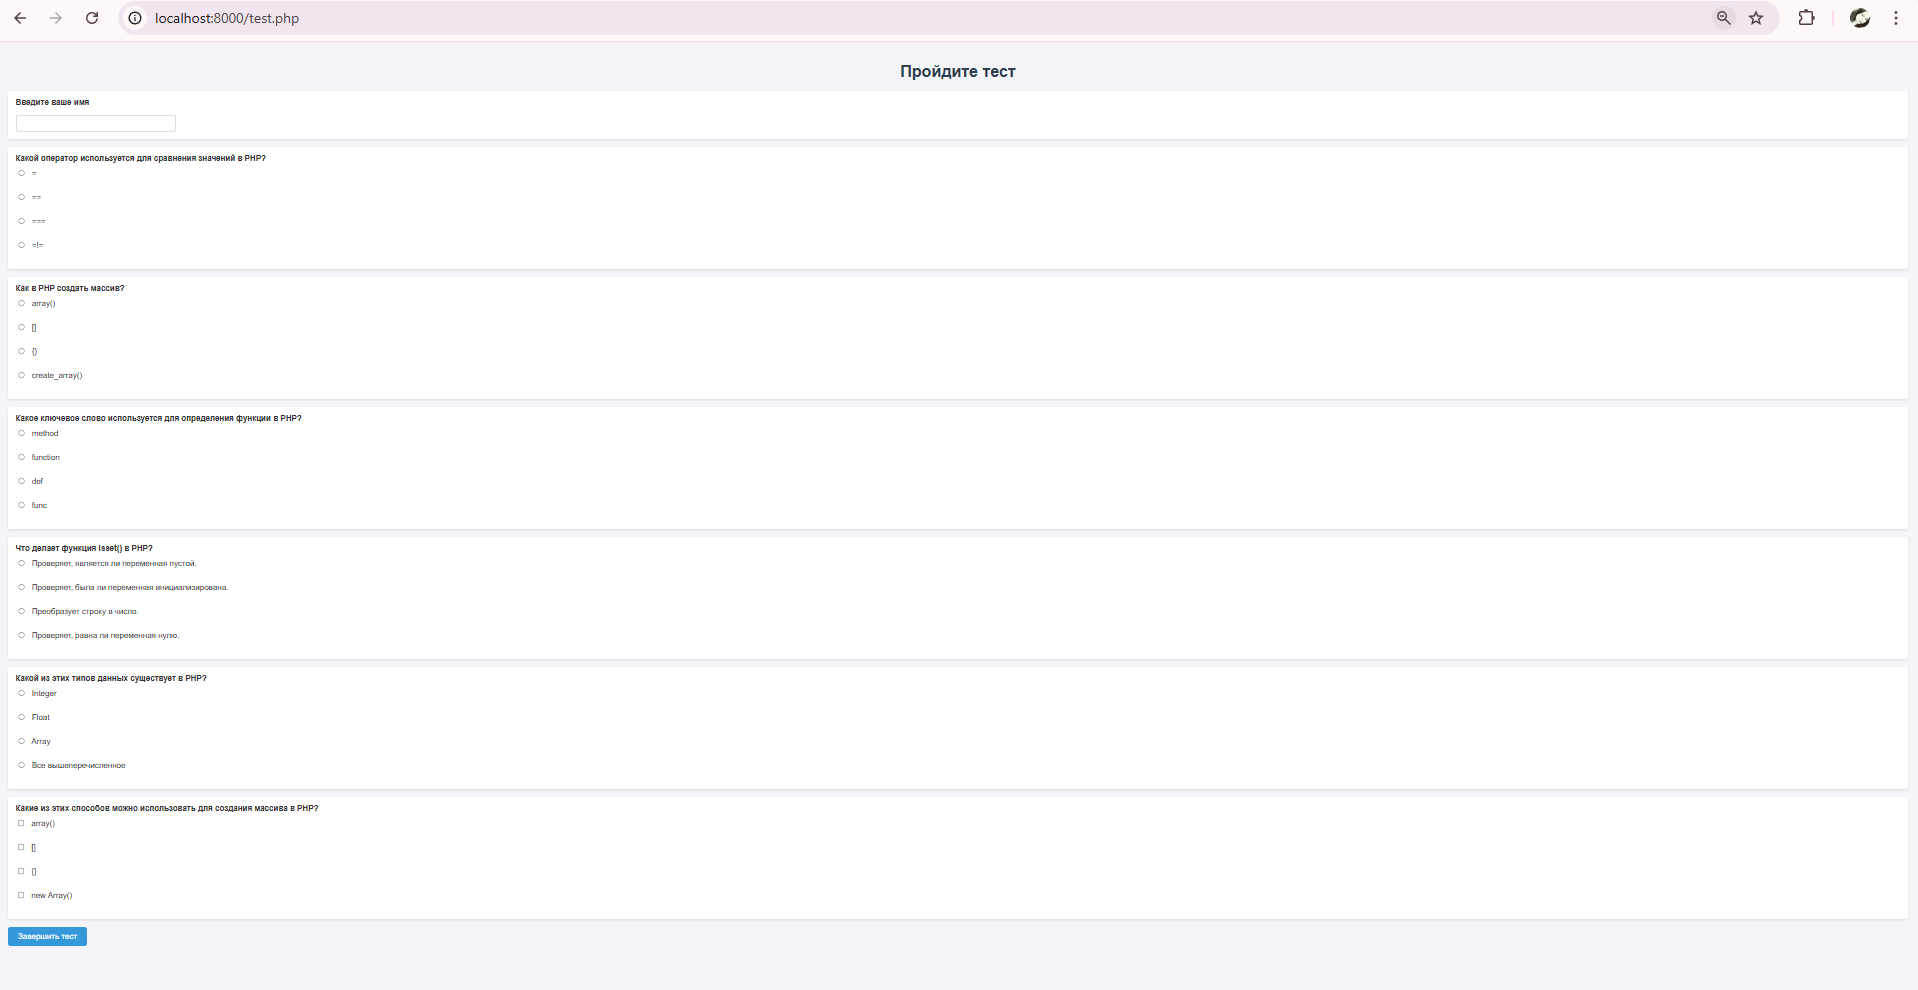 localhost:8000/test.php
Пройдите тест
Введите ваше имя
Какой оператор используется для сравнения значений в PHP?
=
==
===
=!=
Как в PHP создать массив?
array()
[]
{}
create_array()
Какое ключевое слово используется для определения функции в PHP?
method
function
def
func
Что делает функция isset() в PHP?
Проверяет, является ли переменная пустой.
Проверяет, была ли переменная инициализирована.
Преобразует строку в число.
Проверяет, равна ли переменная нулю.
Какой из этих типов данных существует в PHP?
Integer
Float
Array
Все вышеперечисленное
Какие из этих способов можно использовать для создания массива в PHP?
array()
[]
{}
new Array()
Завершить тест